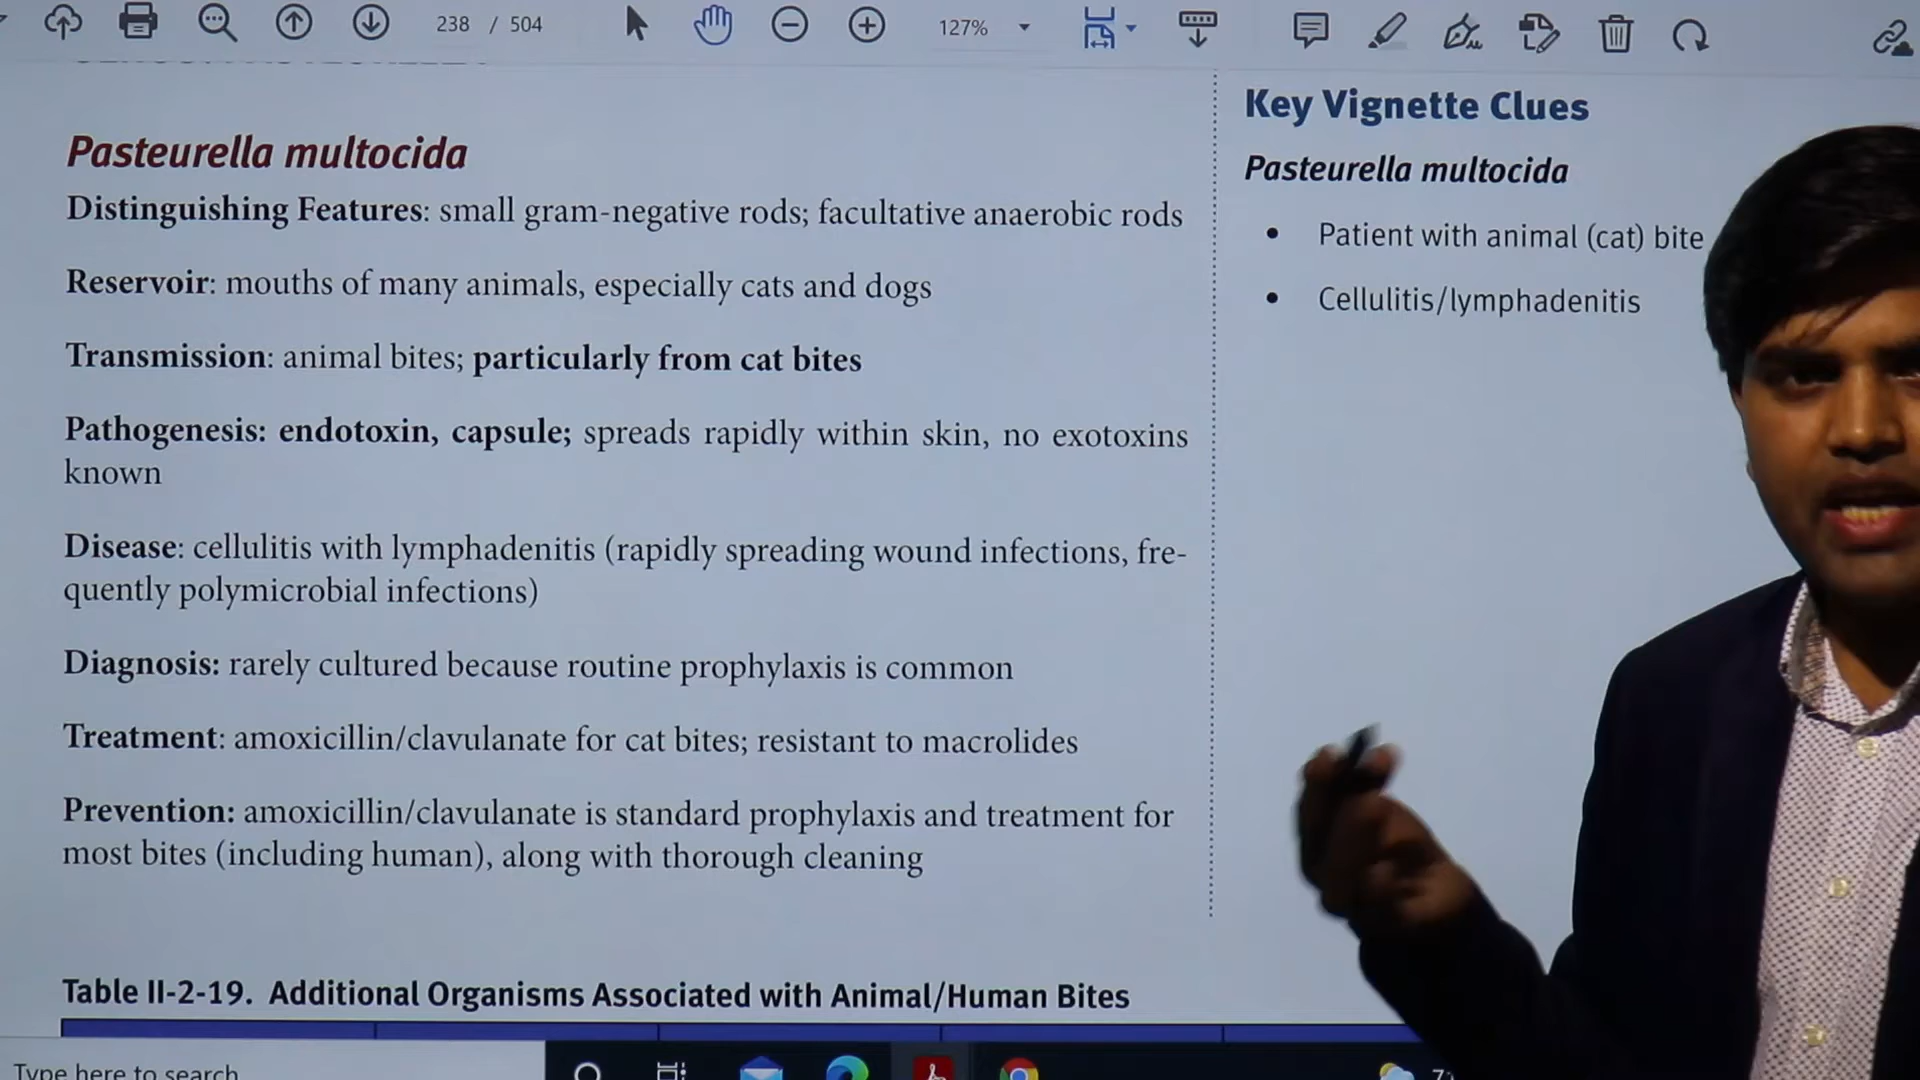 238 / 504
127%
Pasteurella multocida
Distinguishing Features: small gram-negative rods; facultative anaerobic rods
Reservoir: mouths of many animals, especially cats and dogs
Transmission: animal bites; particularly from cat bites
Pathogenesis: endotoxin, capsule; spreads rapidly within skin, no exotoxins
known
Disease: cellulitis with lymphadenitis (rapidly spreading wound infections, fre-
quently polymicrobial infections)
Diagnosis: rarely cultured because routine prophylaxis is common
Treatment: amoxicillin/clavulanate for cat bites; resistant to macrolides
Prevention: amoxicillin/clavulanate is standard prophylaxis and treatment for
most bites (including human), along with thorough cleaning
Table II-2-19. Additional Organisms Associated with Animal/Human Bites
Key Vignette Clues
Pasteurella multocida
• Patient with animal (cat) bite
• Cellulitis/lymphadenitis
Type here to search